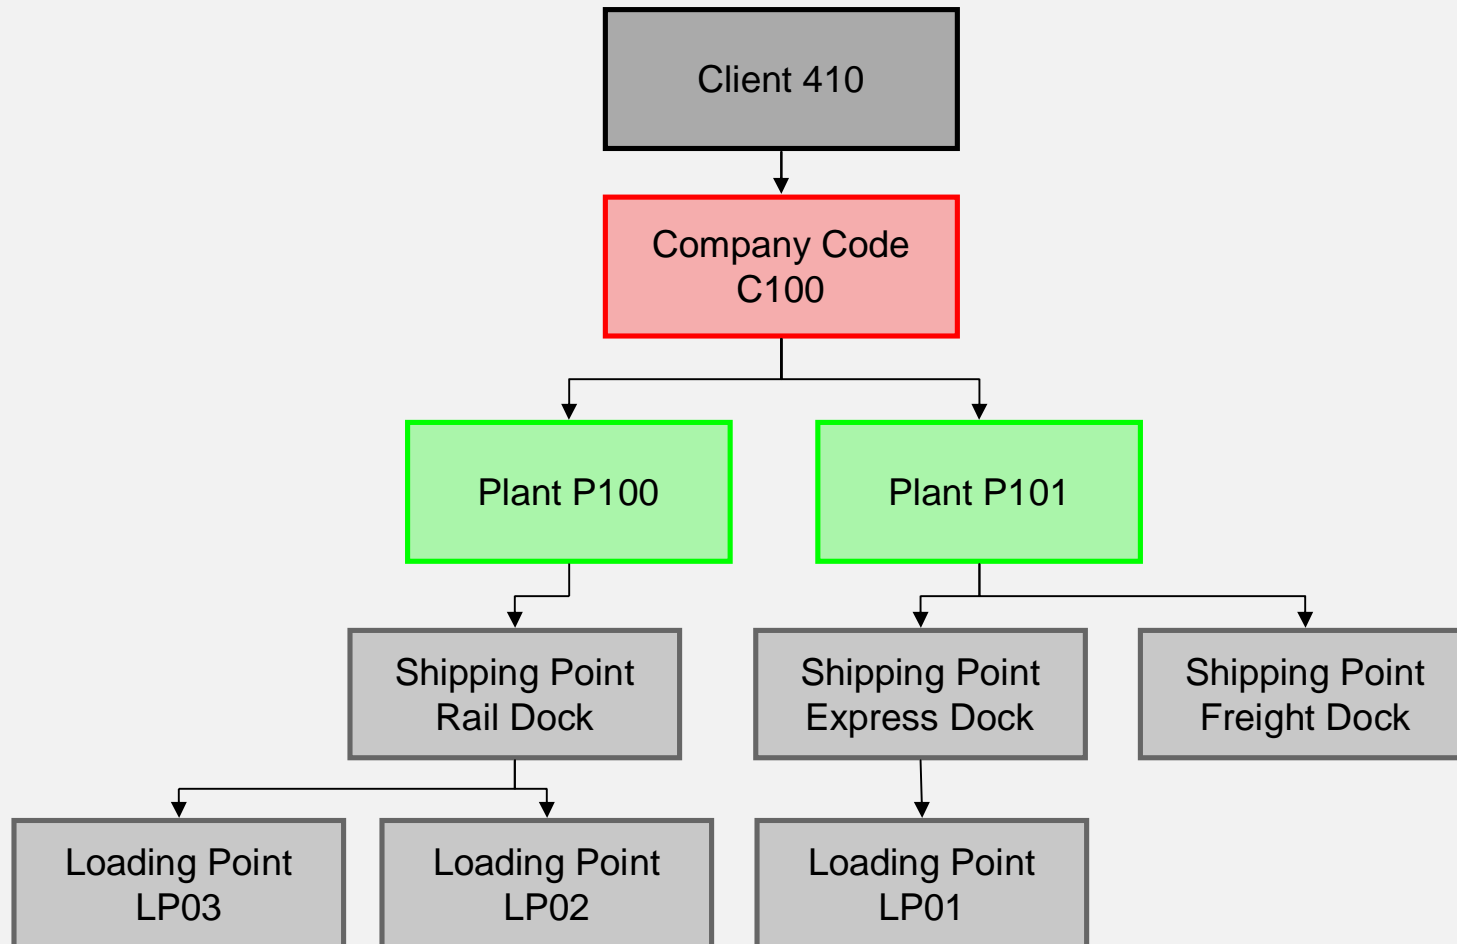 Client 410
Company Code
C100
Plant P100
Plant P101
Shipping Point
Rail Dock
Shipping Point
Express Dock
Shipping Point
Freight Dock
Loading Point
LP03
Loading Point
LP02
Loading Point
LP01